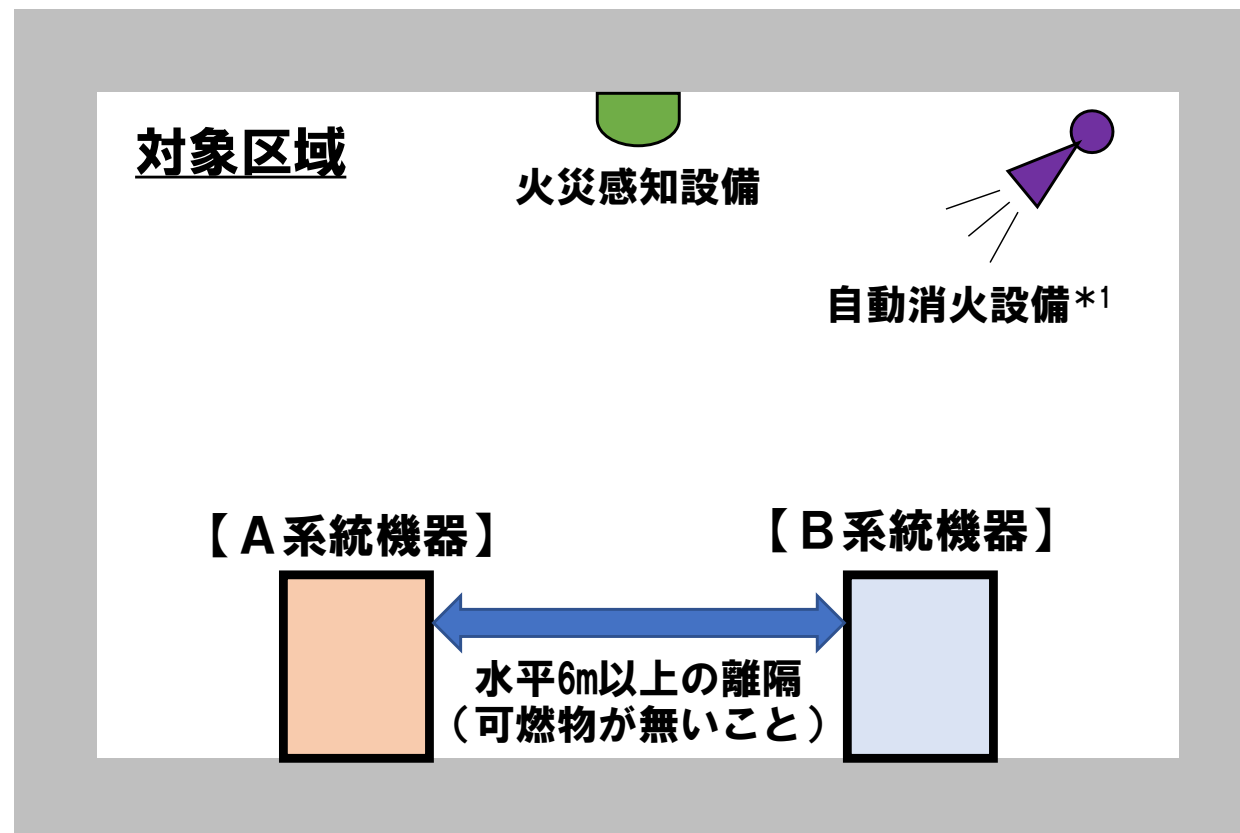 対象区域
火災感知設備
自動消火設備*1
【A系統機器】
【B系統機器】
水平6m以上の離隔
(可燃物が無いこと)